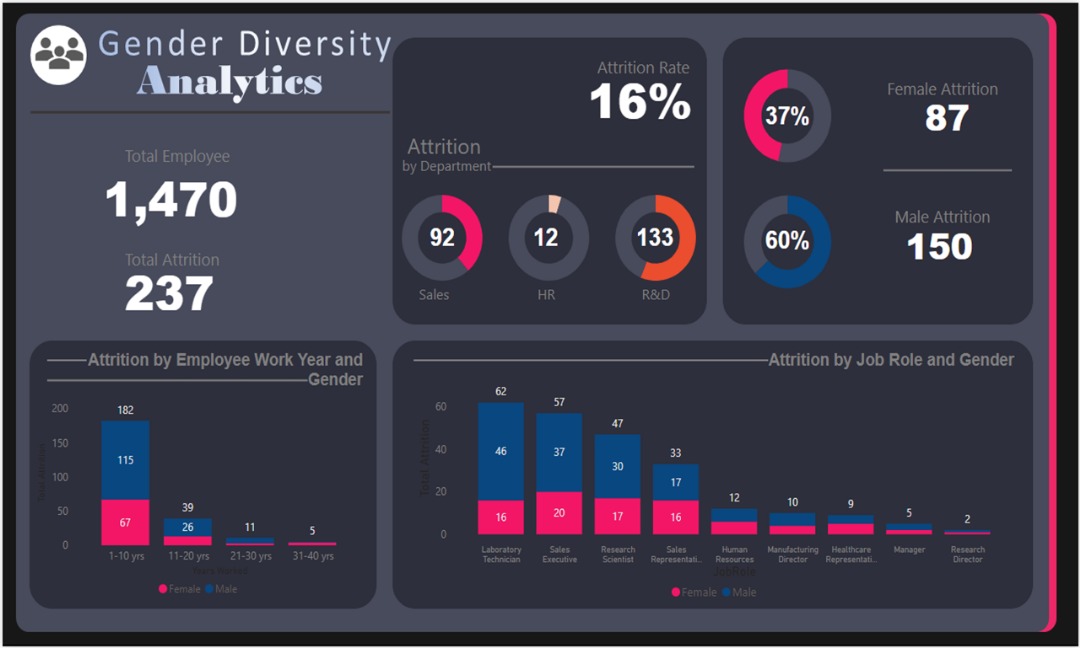 Gender Diversity
Analytics
Total Employee
1,470
Total Attrition
237
Attrition Rate
16%
Attrition
by Department
92
12
133
Sales
HR
R&D
37%
Female Attrition
87
60%
Male Attrition
150
Attrition by Employee Work Year and
Gender
200
150
100
50
0
182
115
67
39
26
11
5
1-10 yrs
11-20 yrs
21-30 yrs
31-40 yrs
Female
Male
Attrition by Job Role and Gender
Total Attrition
60
40
20
0
62
46
16
57
37
20
47
30
17
33
17
16
12
10
9
5
2
Laboratory
Technician
Sales
Executive
Research
Scientist
Sales
Representati...
Human
Resources
Manufacturing
Director
Healthcare
Representati...
Manager
Research
Director
JobRole
Female
Male